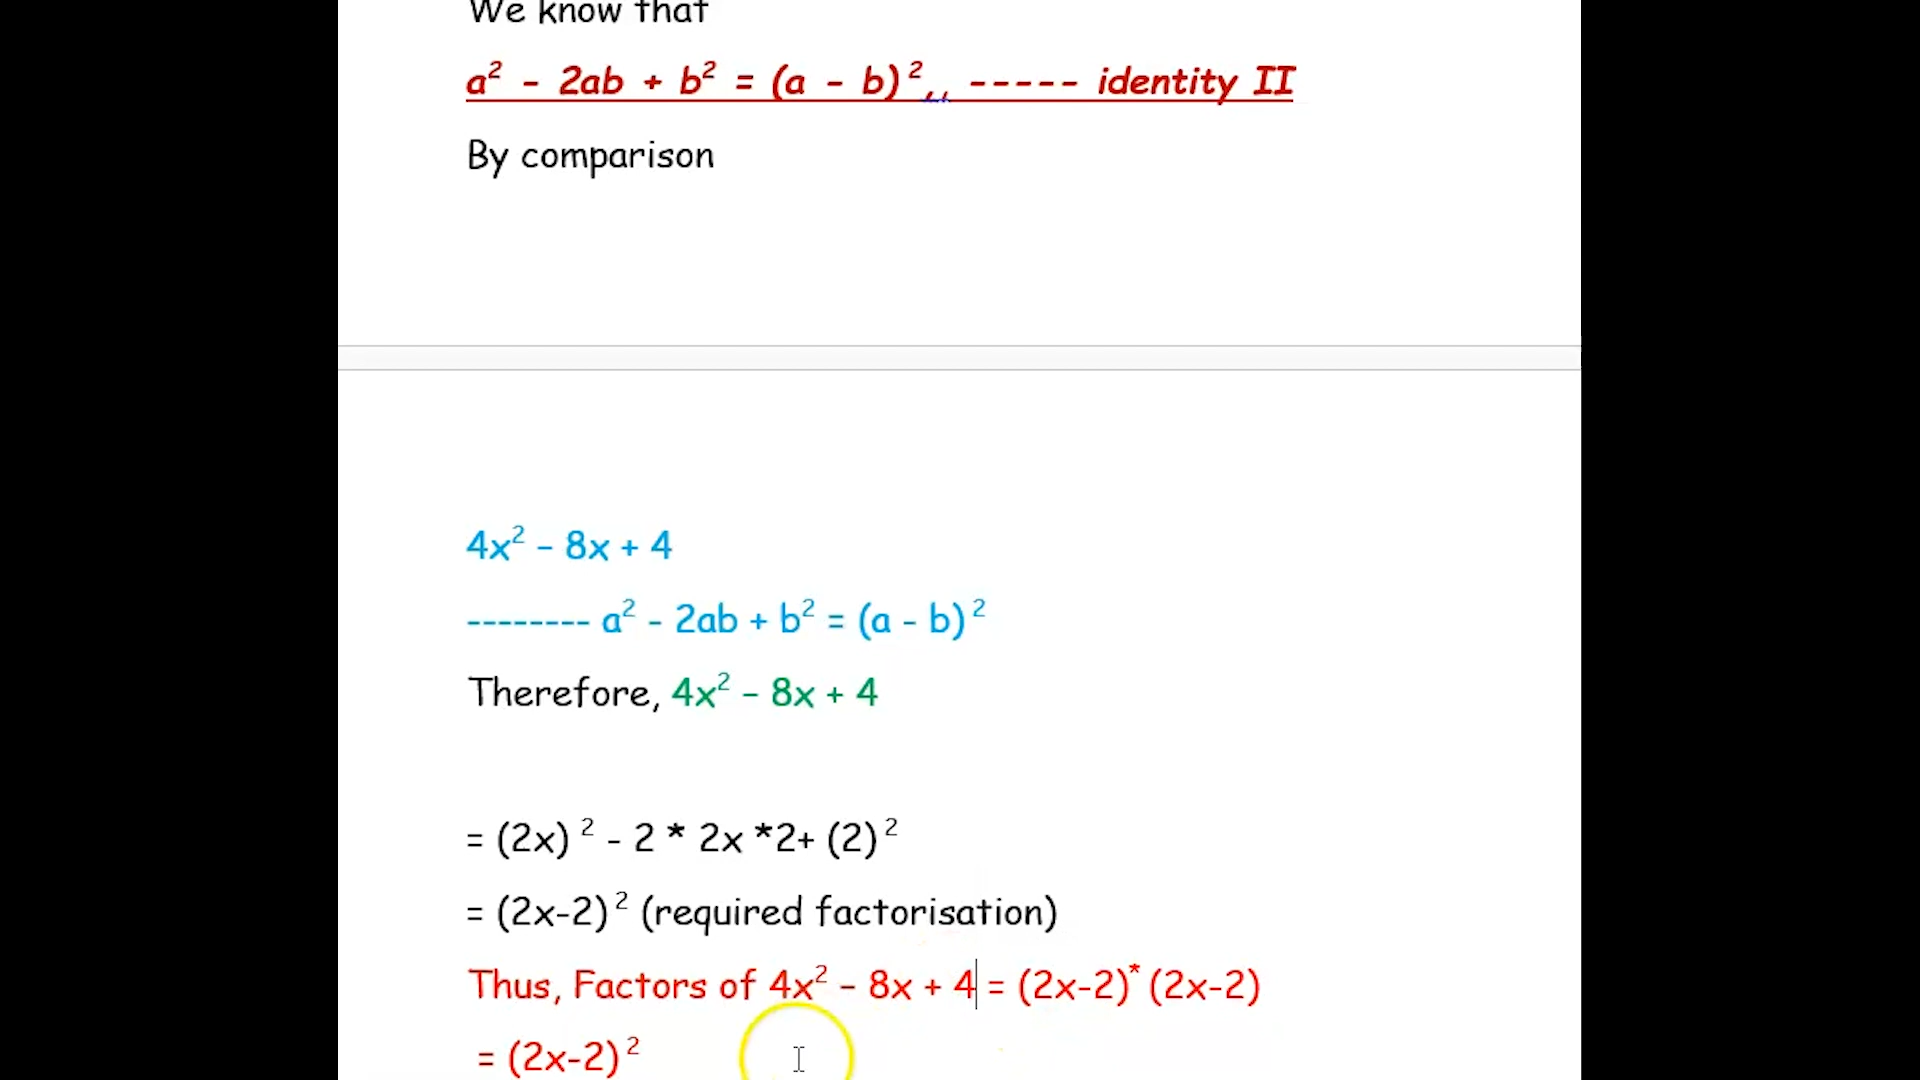 We know that
a² - 2ab + b² = (a - b)²,, ----- identity II
By comparison
4x² - 8x + 4
-------- a² - 2ab + b² = (a - b)²
Therefore, 4x² - 8x + 4
= (2x)² - 2 * 2x *2+ (2)²
= (2x-2)² (required factorisation)
Thus, Factors of 4x² - 8x + 4 = (2x-2)* (2x-2)
= (2x-2)²